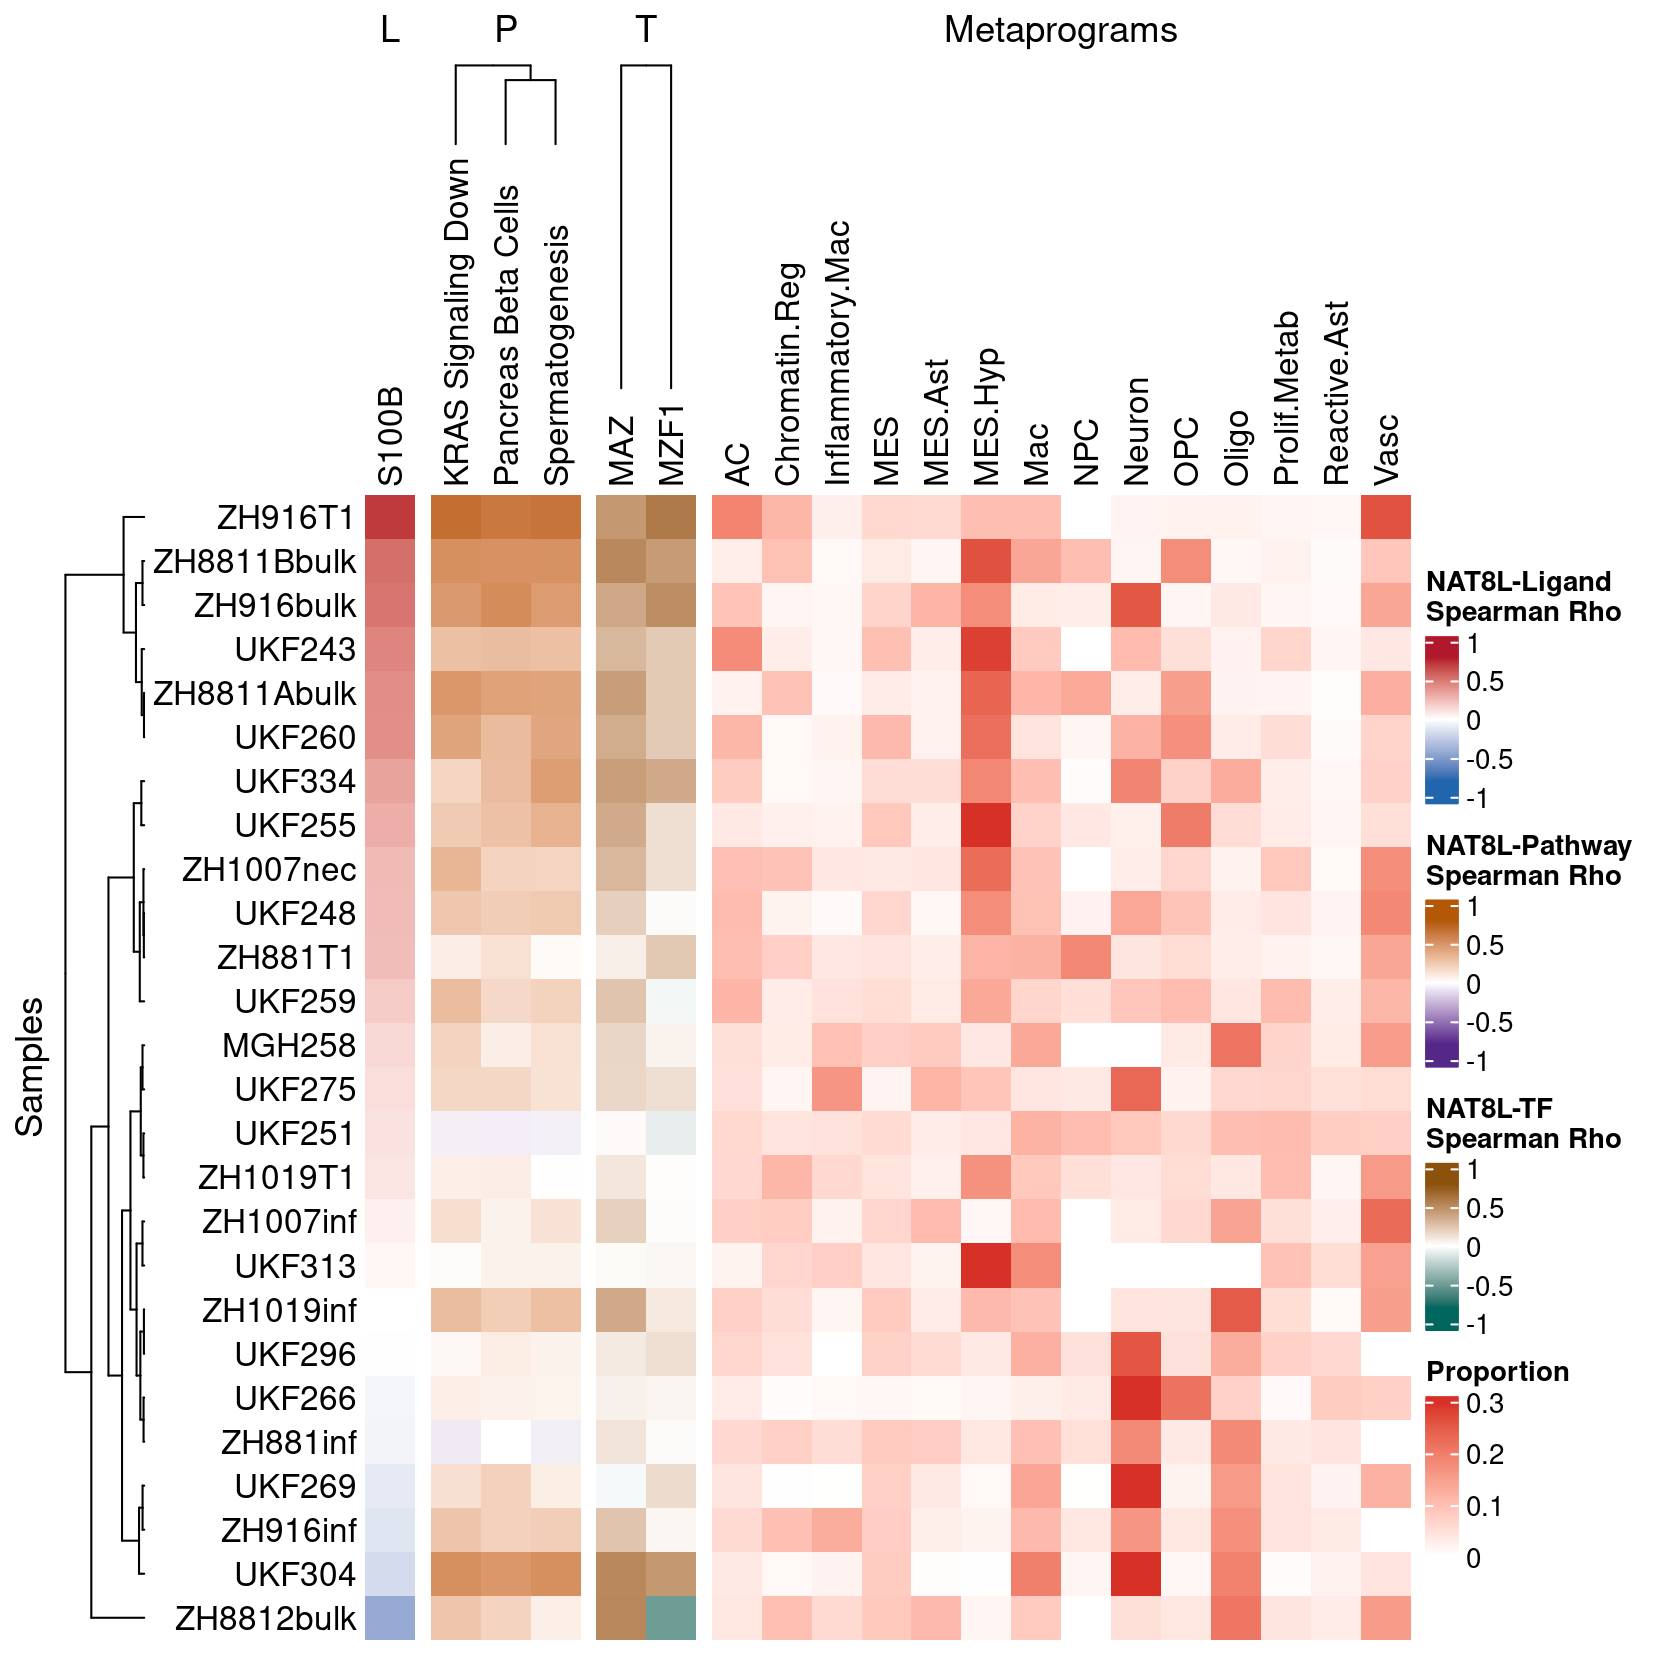 L
P
T
Metaprograms
S100B
KRAS Signaling Down
Pancreas Beta Cells
Spermatogenesis
MAZ
MZF1
AC
Chromatin.Reg
Inflammatory.Mac
MES
MES.Ast
MES.Hyp
Mac
NPC
Neuron
OPC
Oligo
Prolif.Metab
Reactive.Ast
Vasc
Samples
ZH916T1
ZH8811Bbulk
ZH916bulk
UKF243
ZH8811Abulk
UKF260
UKF334
UKF255
ZH1007nec
UKF248
ZH881T1
UKF259
MGH258
UKF275
UKF251
ZH1019T1
ZH1007inf
UKF313
ZH1019inf
UKF296
UKF266
ZH881inf
UKF269
ZH916inf
UKF304
ZH8812bulk
NAT8L-Ligand
Spearman Rho
1
0.5
0
-0.5
-1
NAT8L-Pathway
Spearman Rho
1
0.5
0
-0.5
-1
NAT8L-TF
Spearman Rho
1
0.5
0
-0.5
-1
Proportion
0.3
0.2
0.1
0